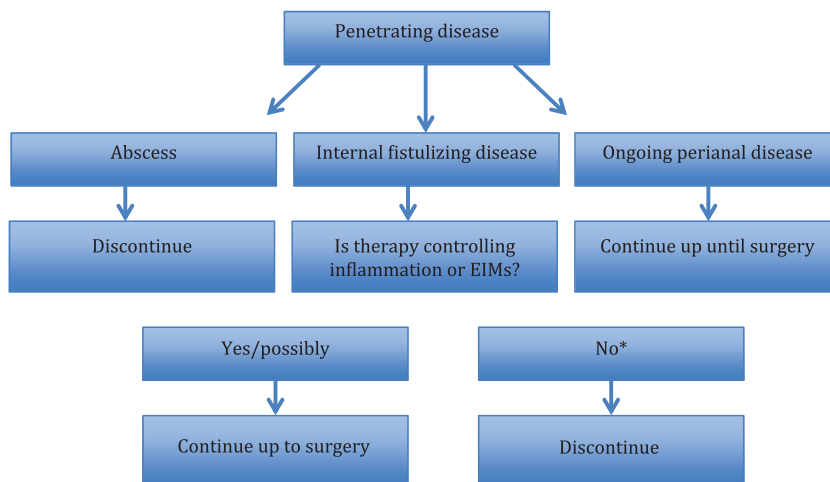 Penetrating disease
Abscess
Internal fistulizing disease
Ongoing perianal disease
Discontinue
Is therapy controlling
inflammation or EIMs?
Continue up until surgery
Yes/possibly
No*
Continue up to surgery
Discontinue